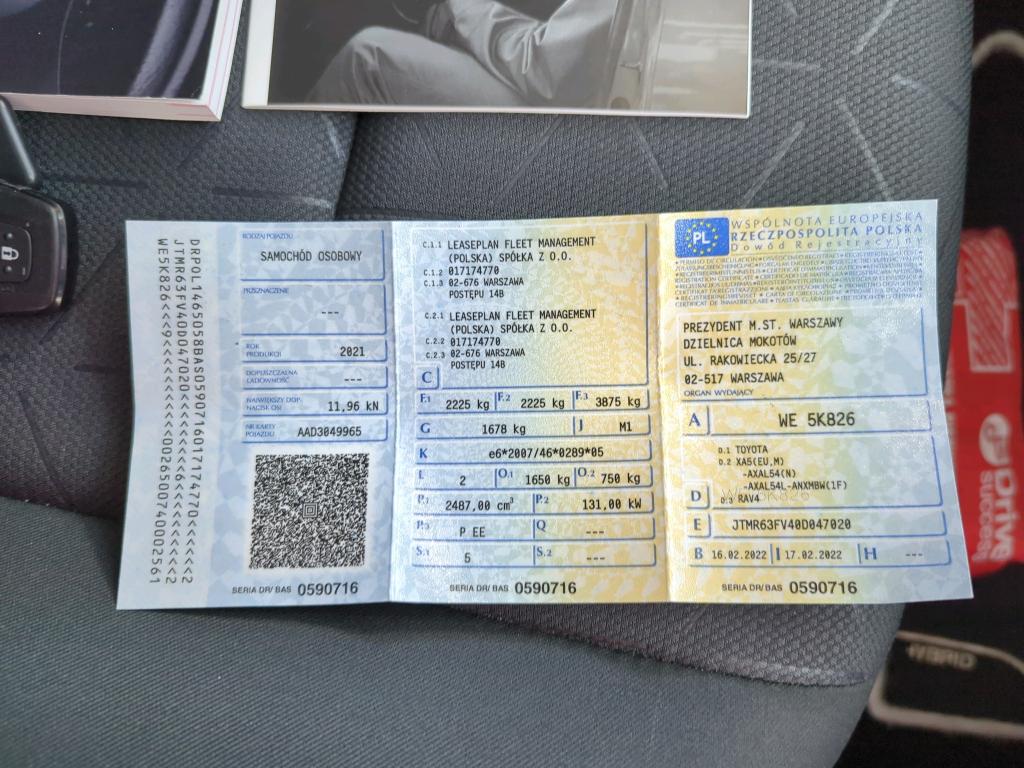 DRPOL1465058BAS0590716017174770<<<<<2
JTMR63FV40D047020<<<<<<<<<<6<<<<<<<<2
WE5K826<<9<<<<<<<<<<0026500740002561
RODZAJ POJAZDU
SAMOCHÓD OSOBOWY
PRZEZNACZENIE
---
ROK PRODUKCJI 2021
DOPUSZCZALNA ŁADOWNOŚĆ ---
NAJWIĘKSZY DOP. NACISK OSI 11,96 kN
NR KARTY POJAZDU AAD3049965
SERIA DR/ BAS 0590716
C.1.1 LEASEPLAN FLEET MANAGEMENT
(POLSKA) SPÓŁKA Z O.O.
C.1.2 017174770
C.1.3 02-676 WARSZAWA
POSTĘPU 14B
C.2.1 LEASEPLAN FLEET MANAGEMENT
(POLSKA) SPÓŁKA Z O.O.
C.2.2 017174770
C.2.3 02-676 WARSZAWA
POSTĘPU 14B
C
F.1 2225 kg F.2 2225 kg F.3 3875 kg
G 1678 kg J M1
K e6*2007/46*0289*05
L 2 O.1 1650 kg O.2 750 kg
P.1 2487,00 cm³ P.2 131,00 kW
P.3 P EE Q ---
S.1 5 S.2 ---
SERIA DR/ BAS 0590716
PL
WSPÓLNOTA EUROPEJSKA
RZECZPOSPOLITA POLSKA
Dowód Rejestracyjny
PREZYDENT M.ST. WARSZAWY
DZIELNICA MOKOTÓW
UL. RAKOWIECKA 25/27
02-517 WARSZAWA
ORGAN WYDAJĄCY
A WE 5K826
D.1 TOYOTA
D.2 XA5(EU,M)
-AXAL54(N)
-AXAL54L-ANXMBW(1F)
D D.3 RAV4
E JTMR63FV40D047020
B 16.02.2022 I 17.02.2022 H ---
SERIA DR/ BAS 0590716
Drive